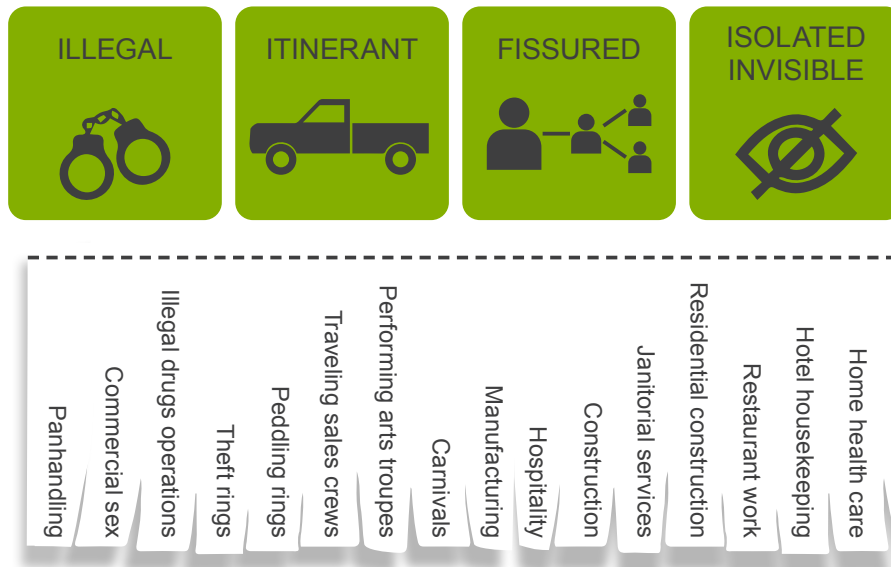 ILLEGAL
ITINERANT
FISSURED
ISOLATED
INVISIBLE
Panhandling
Commercial sex
Illegal drugs operations
Theft rings
Peddling rings
Traveling sales crews
Performing arts troupes
Carnivals
Manufacturing
Hospitality
Construction
Janitorial services
Residential construction
Restaurant work
Hotel housekeeping
Home health care